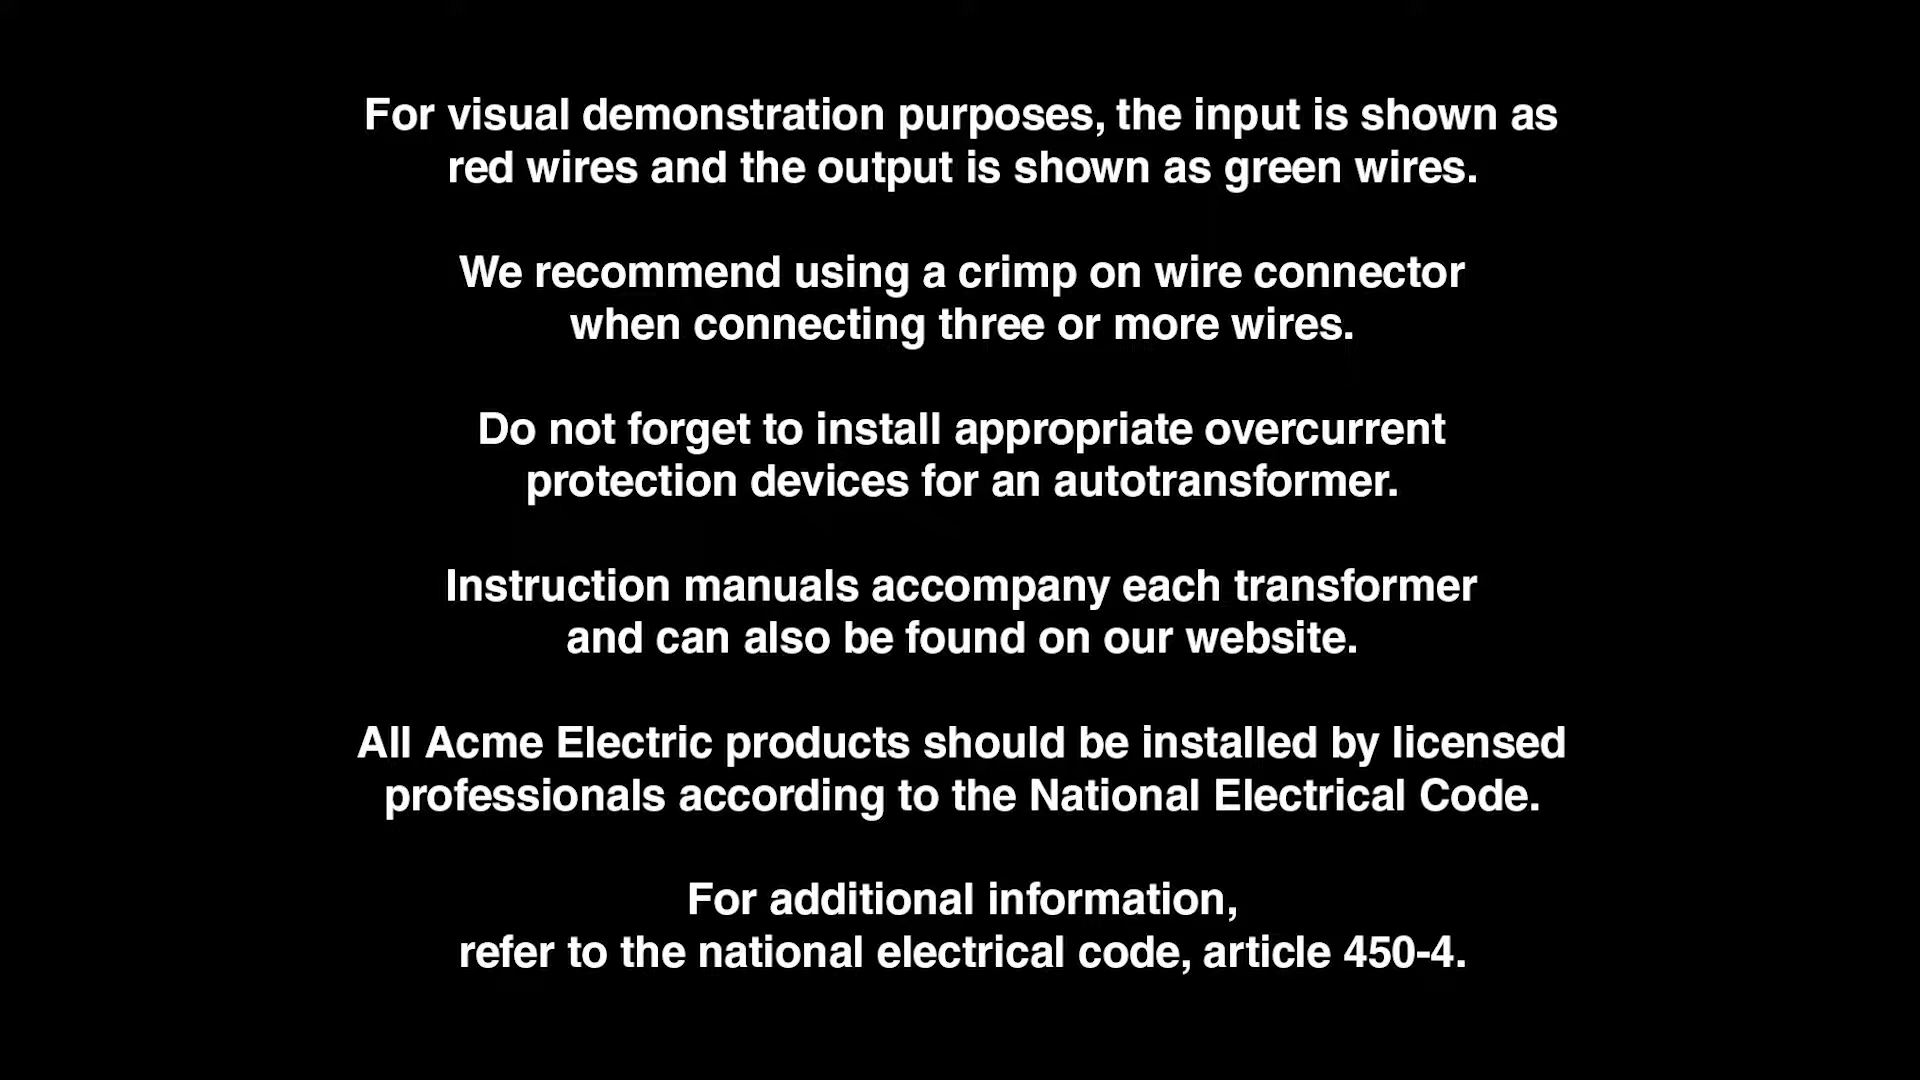 For visual demonstration purposes, the input is shown as
red wires and the output is shown as green wires.
We recommend using a crimp on wire connector
when connecting three or more wires.
Do not forget to install appropriate overcurrent
protection devices for an autotransformer.
Instruction manuals accompany each transformer
and can also be found on our website.
All Acme Electric products should be installed by licensed
professionals according to the National Electrical Code.
For additional information,
refer to the national electrical code, article 450-4.